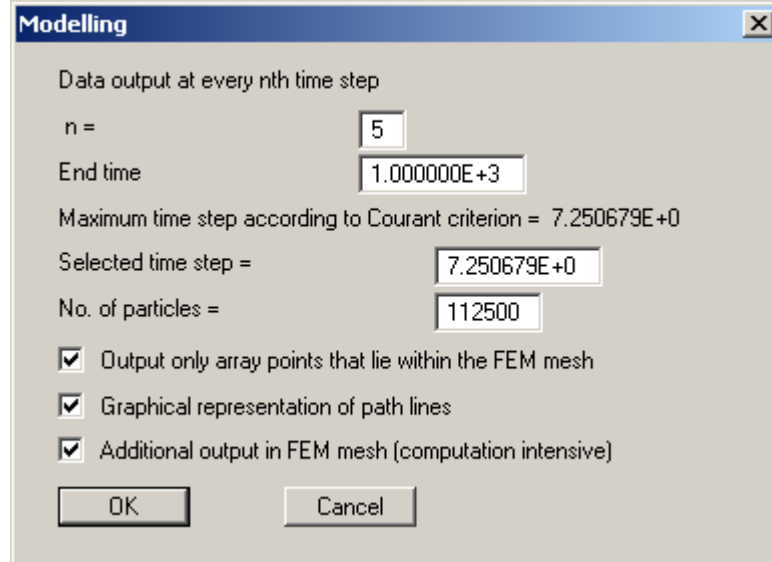 Modelling
Data output at every nth time step
n = 5
End time 1.000000E+3
Maximum time step according to Courant criterion = 7.250679E+0
Selected time step = 7.250679E+0
No. of particles = 112500
Output only array points that lie within the FEM mesh
Graphical representation of path lines
Additional output in FEM mesh (computation intensive)
OK Cancel